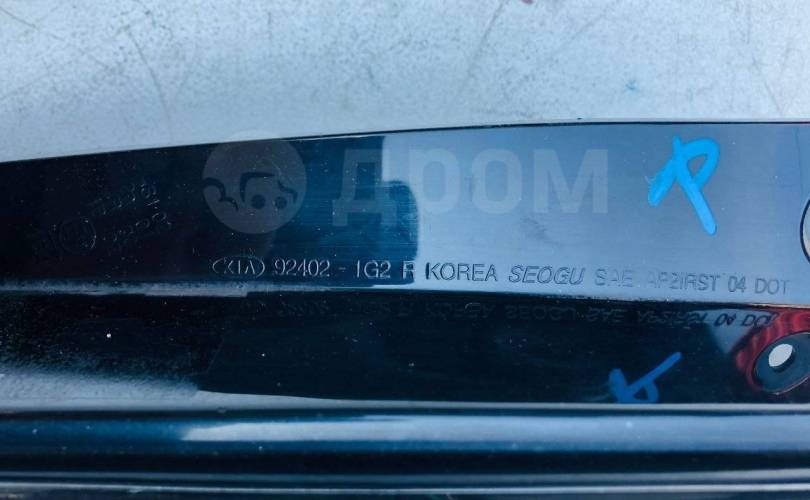 ДРОМ
P
KIA 92402 - 1G2 R KOREA SEOGU SAE AP2IRST 04 DOT